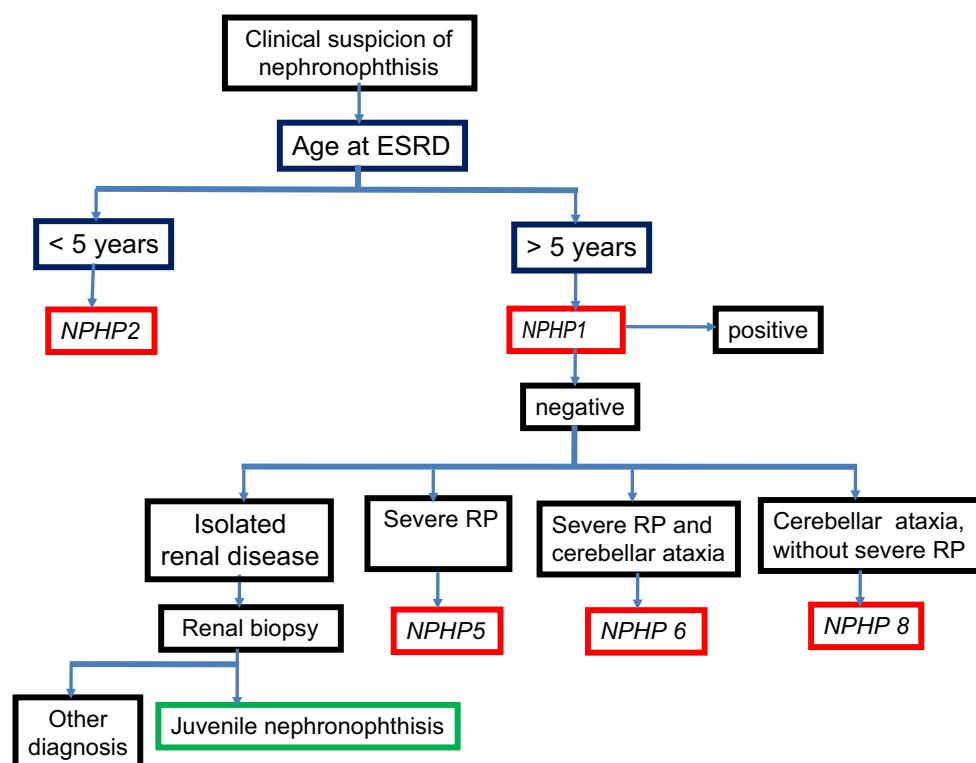 Clinical suspicion of
nephronophthisis
Age at ESRD
< 5 years
> 5 years
NPHP2
NPHP1
positive
negative
Isolated
renal disease
Severe RP
Severe RP and
cerebellar ataxia
Cerebellar ataxia,
without severe RP
Renal biopsy
NPHP5
NPHP 6
NPHP 8
Other
diagnosis
Juvenile nephronophthisis